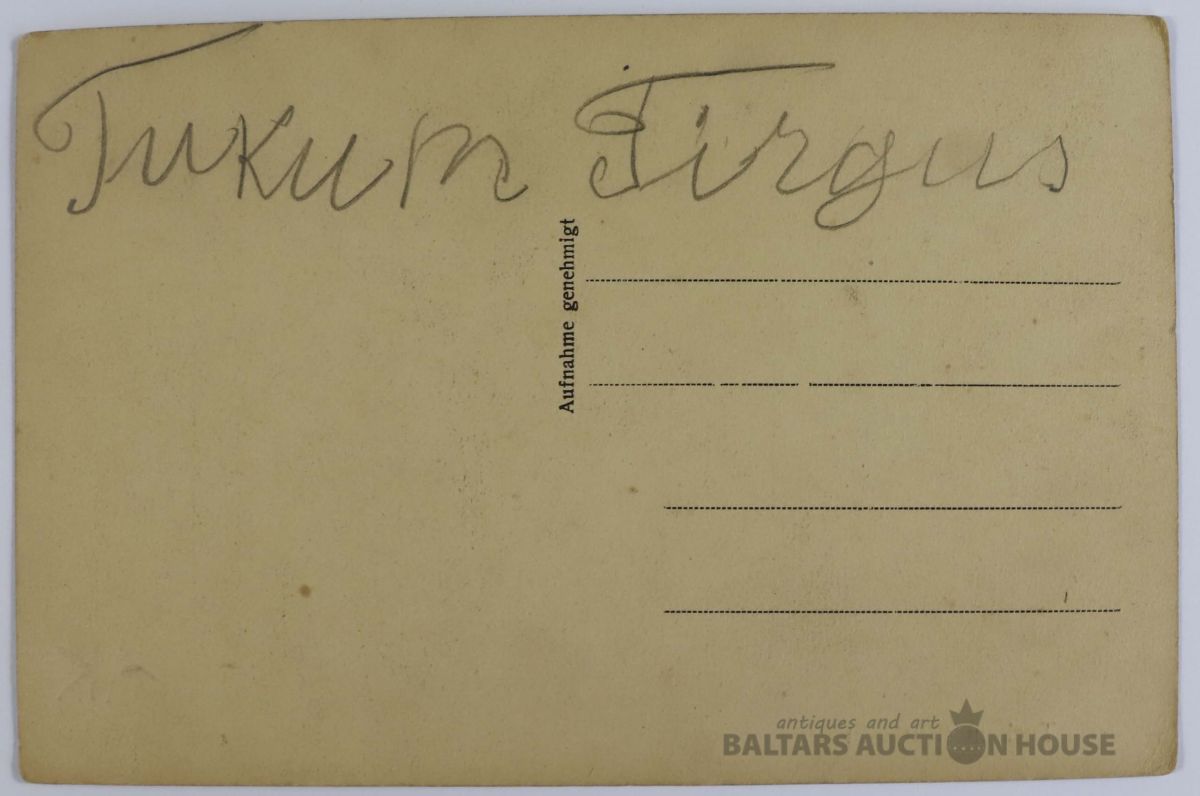 Tukum Tirgus
Aufnahme genehmigt
antiques and art
BALTARS AUCTION HOUSE